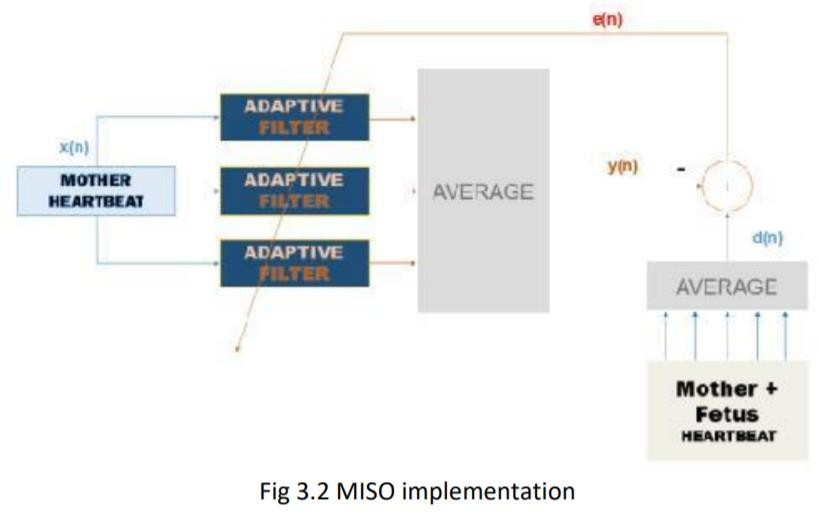 e(n)
ADAPTIVE
FILTER
x(n)
MOTHER
HEARTBEAT
ADAPTIVE
FILTER
ADAPTIVE
FILTER
AVERAGE
y(n)
-
d(n)
AVERAGE
Mother +
Fetus
HEARTBEAT
Fig 3.2 MISO implementation